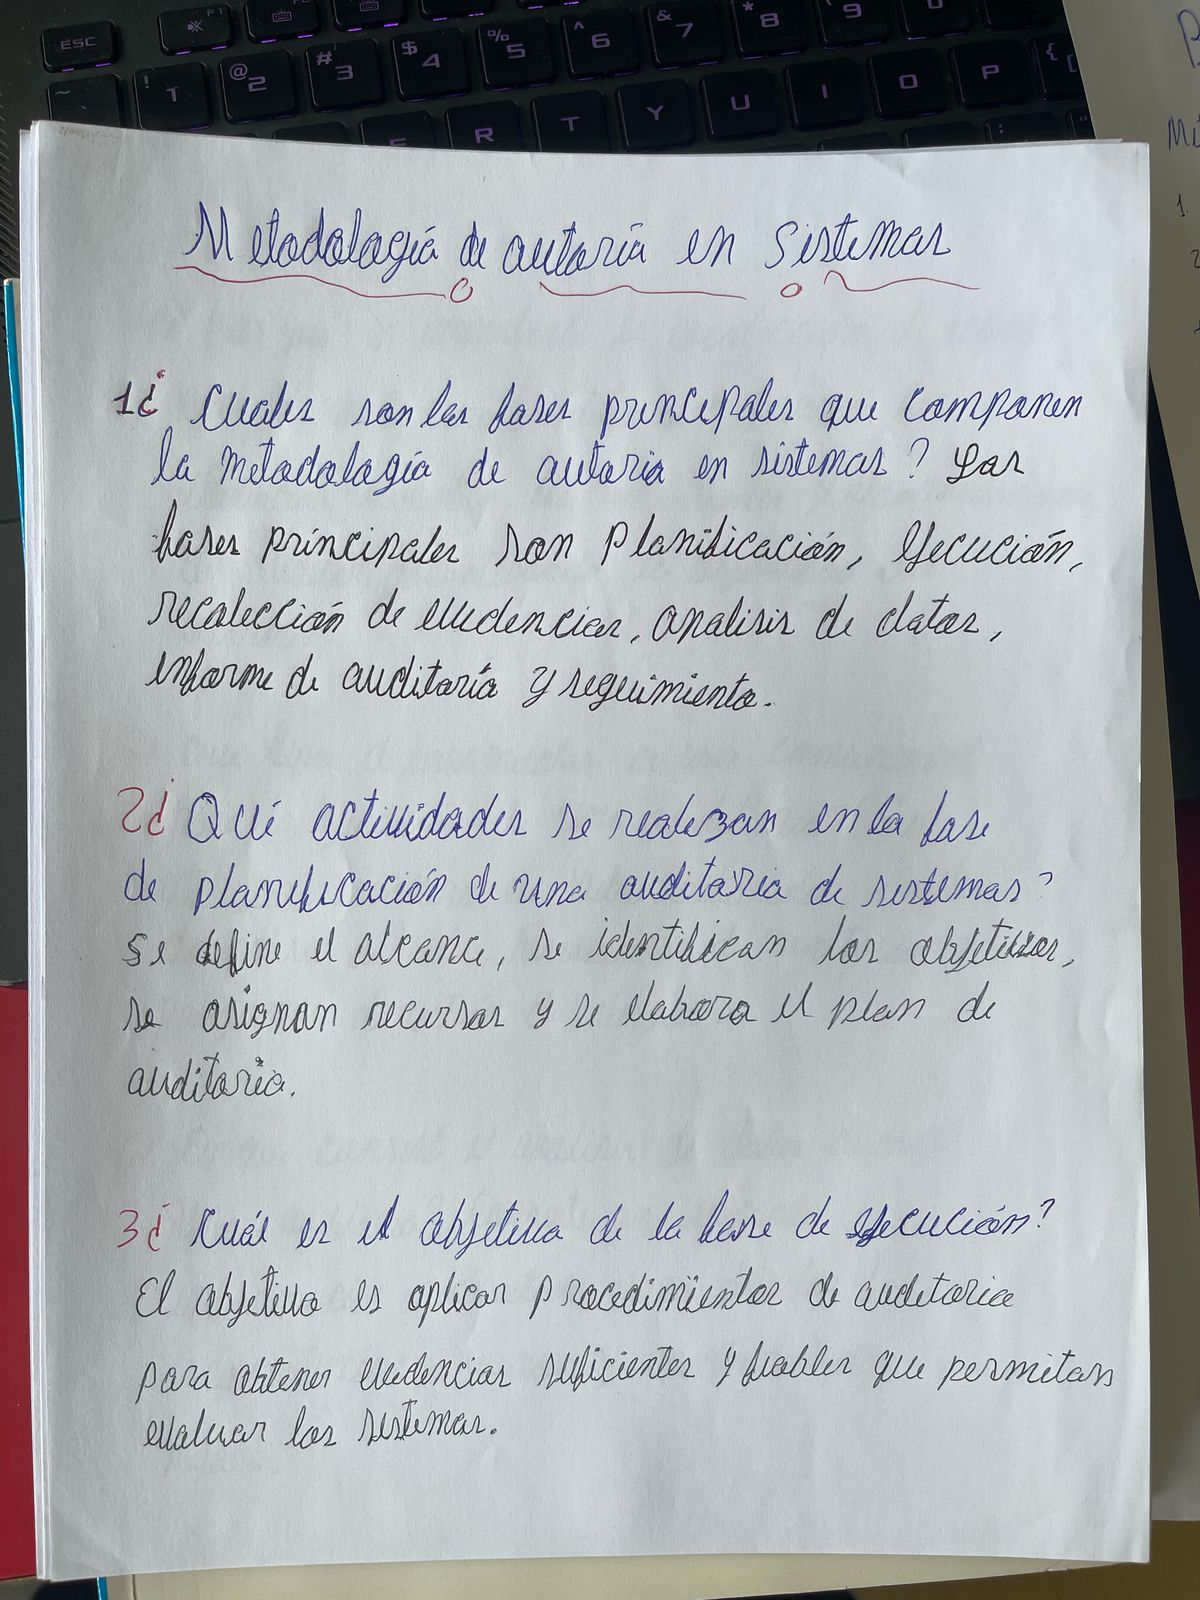 ESC
F1
! 1
@ 2
# 3
$ 4
% 5
^ 6
& 7
* 8
9
~
E R T Y U I O P {[
Metodología de autoría en sistemas
1¿ Cuales son las fases principales que componen
la metodología de autoria en sistemas? Las
fases principales son planificación, ejecución,
recolección de evidencias, analisis de datos,
informe de auditaría y seguimiento.
2¿ Qué actividades se realizan en la fase
de planificación de una auditaria de sistemas?
Se define el alcance, se identifican los objetivos,
se asignan recursos y se elabora el plan de
auditaria.
3¿ Cuál es el objetivo de la fase de ejecución?
El objetivo es aplicar procedimientos de auditoria
para obtener evidencias suficientes y fiables que permitan
evaluar los sistemas.
1.